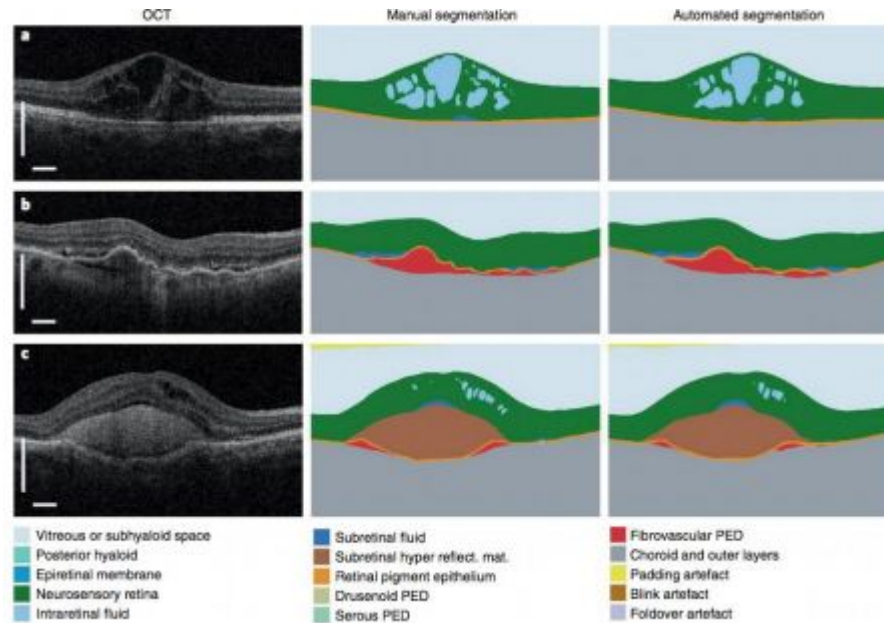 OCT
Manual segmentation
Automated segmentation
a
b
c
Vitreous or subhyaloid space
Posterior hyaloid
Epiretinal membrane
Neurosensory retina
Intraretinal fluid
Subretinal fluid
Subretinal hyper reflect. mat.
Retinal pigment epithelium
Drusenoid PED
Serous PED
Fibrovascular PED
Choroid and outer layers
Padding artefact
Blink artefact
Foldover artefact